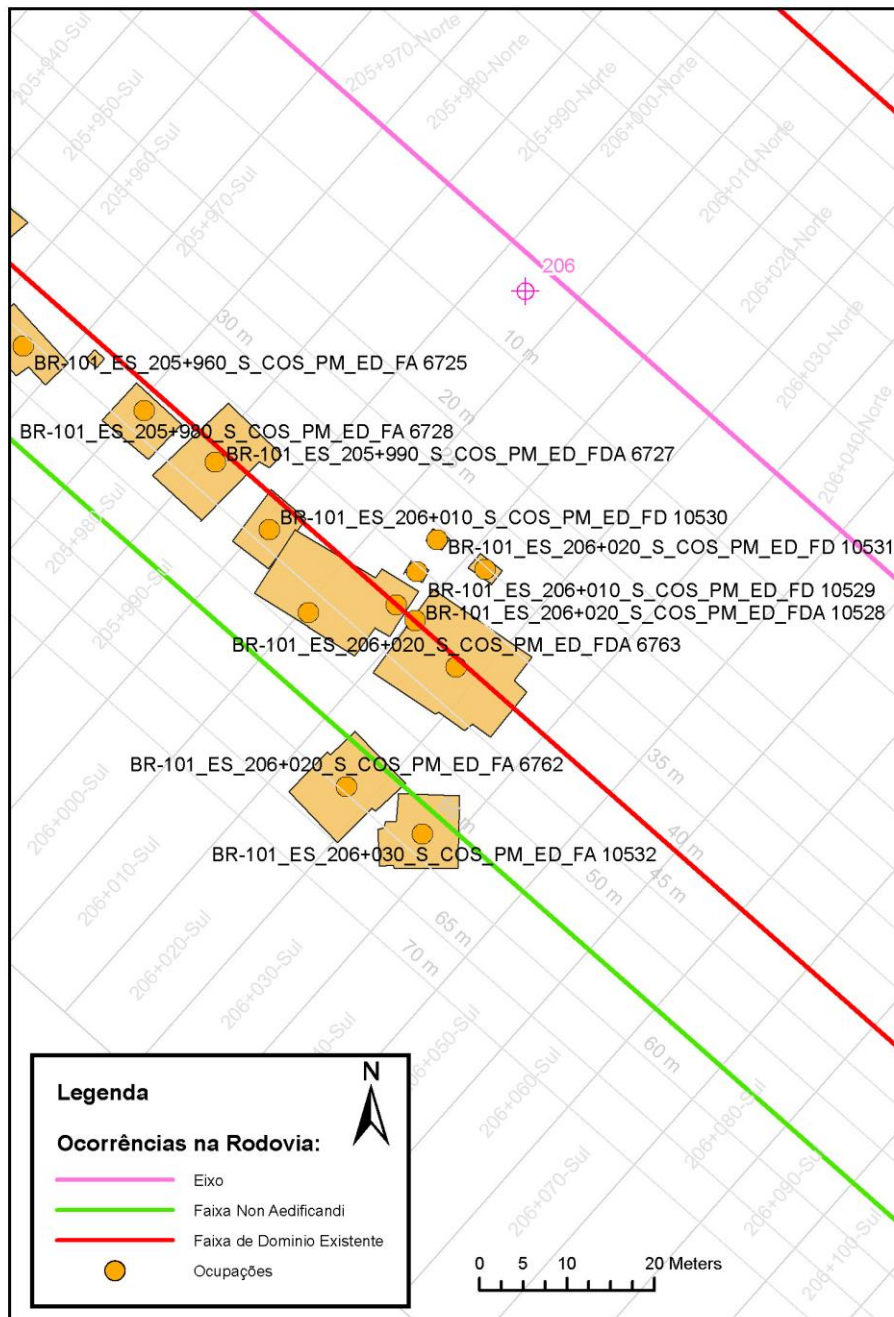 205+940-Sul
205+950-Sul
205+960-Sul
205+970-Sul
205+970-Norte
205+980-Norte
205+990-Norte
206+000-Norte
206+010-Norte
206+020-Norte
206+030-Norte
206+040-Norte
206
30 m
10 m
20 m
BR-101_ES_205+960_S_COS_PM_ED_FA 6725
BR-101_ES_205+980_S_COS_PM_ED_FA 6728
BR-101_ES_205+990_S_COS_PM_ED_FDA 6727
BR-101_ES_206+010_S_COS_PM_ED_FD 10530
BR-101_ES_206+020_S_COS_PM_ED_FD 10531
BR-101_ES_206+010_S_COS_PM_ED_FD 10529
BR-101_ES_206+020_S_COS_PM_ED_FDA 10528
BR-101_ES_206+020_S_COS_PM_ED_FDA 6763
BR-101_ES_206+020_S_COS_PM_ED_FA 6762
BR-101_ES_206+030_S_COS_PM_ED_FA 10532
205+980-Sul
205+990-Sul
206+000-Sul
206+010-Sul
206+020-Sul
206+030-Sul
35 m
40 m
45 m
50 m
65 m
70 m
60 m
206+050-Sul
206+060-Sul
206+070-Sul
206+080-Sul
206+090-Sul
206+100-Sul
Legenda
N
Ocorrências na Rodovia:
Eixo
Faixa Non Aedificandi
Faixa de Dominio Existente
Ocupações
0 5 10 20 Meters